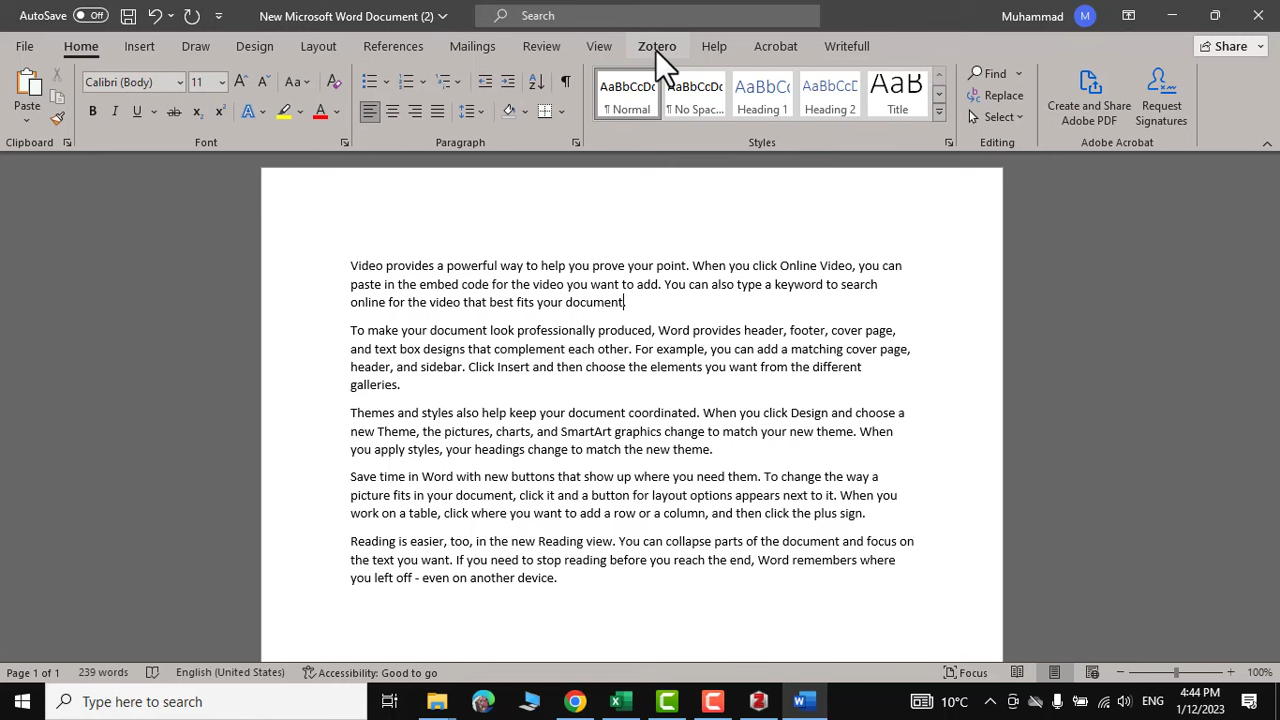 AutoSave Off New Microsoft Word Document (2) Search Muhammad M
File Home Insert Draw Design Layout References Mailings Review View Zotero Help Acrobat Writefull Share
Calibri (Body) 11 AaBbCcDc AaBbCcDc AaBbCc AaBbCcD AaB Find
Paste Normal No Spac... Heading 1 Heading 2 Title Replace Create and Share Adobe PDF Request Signatures
Select
Clipboard Font Paragraph Styles Editing Adobe Acrobat
Video provides a powerful way to help you prove your point. When you click Online Video, you can
paste in the embed code for the video you want to add. You can also type a keyword to search
online for the video that best fits your document.
To make your document look professionally produced, Word provides header, footer, cover page,
and text box designs that complement each other. For example, you can add a matching cover page,
header, and sidebar. Click Insert and then choose the elements you want from the different
galleries.
Themes and styles also help keep your document coordinated. When you click Design and choose a
new Theme, the pictures, charts, and SmartArt graphics change to match your new theme. When
you apply styles, your headings change to match the new theme.
Save time in Word with new buttons that show up where you need them. To change the way a
picture fits in your document, click it and a button for layout options appears next to it. When you
work on a table, click where you want to add a row or a column, and then click the plus sign.
Reading is easier, too, in the new Reading view. You can collapse parts of the document and focus on
the text you want. If you need to stop reading before you reach the end, Word remembers where
you left off - even on another device.
Page 1 of 1 239 words English (United States) Accessibility: Good to go Focus 100%
Type here to search 10°C ENG 4:44 PM
1/12/2023